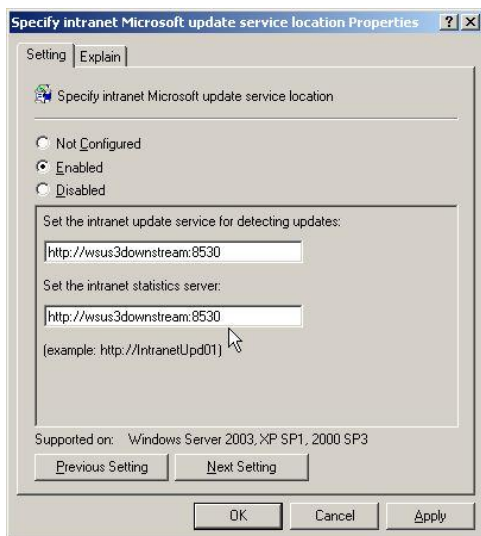 Specify intranet Microsoft update service location Properties
Setting
Explain
Specify intranet Microsoft update service location
Not Configured
Enabled
Disabled
Set the intranet update service for detecting updates:
http://wsus3downstream:8530
Set the intranet statistics server:
http://wsus3downstream:8530
(example: http://IntranetUpd01)
Supported on: Windows Server 2003, XP SP1, 2000 SP3
Previous Setting
Next Setting
OK
Cancel
Apply